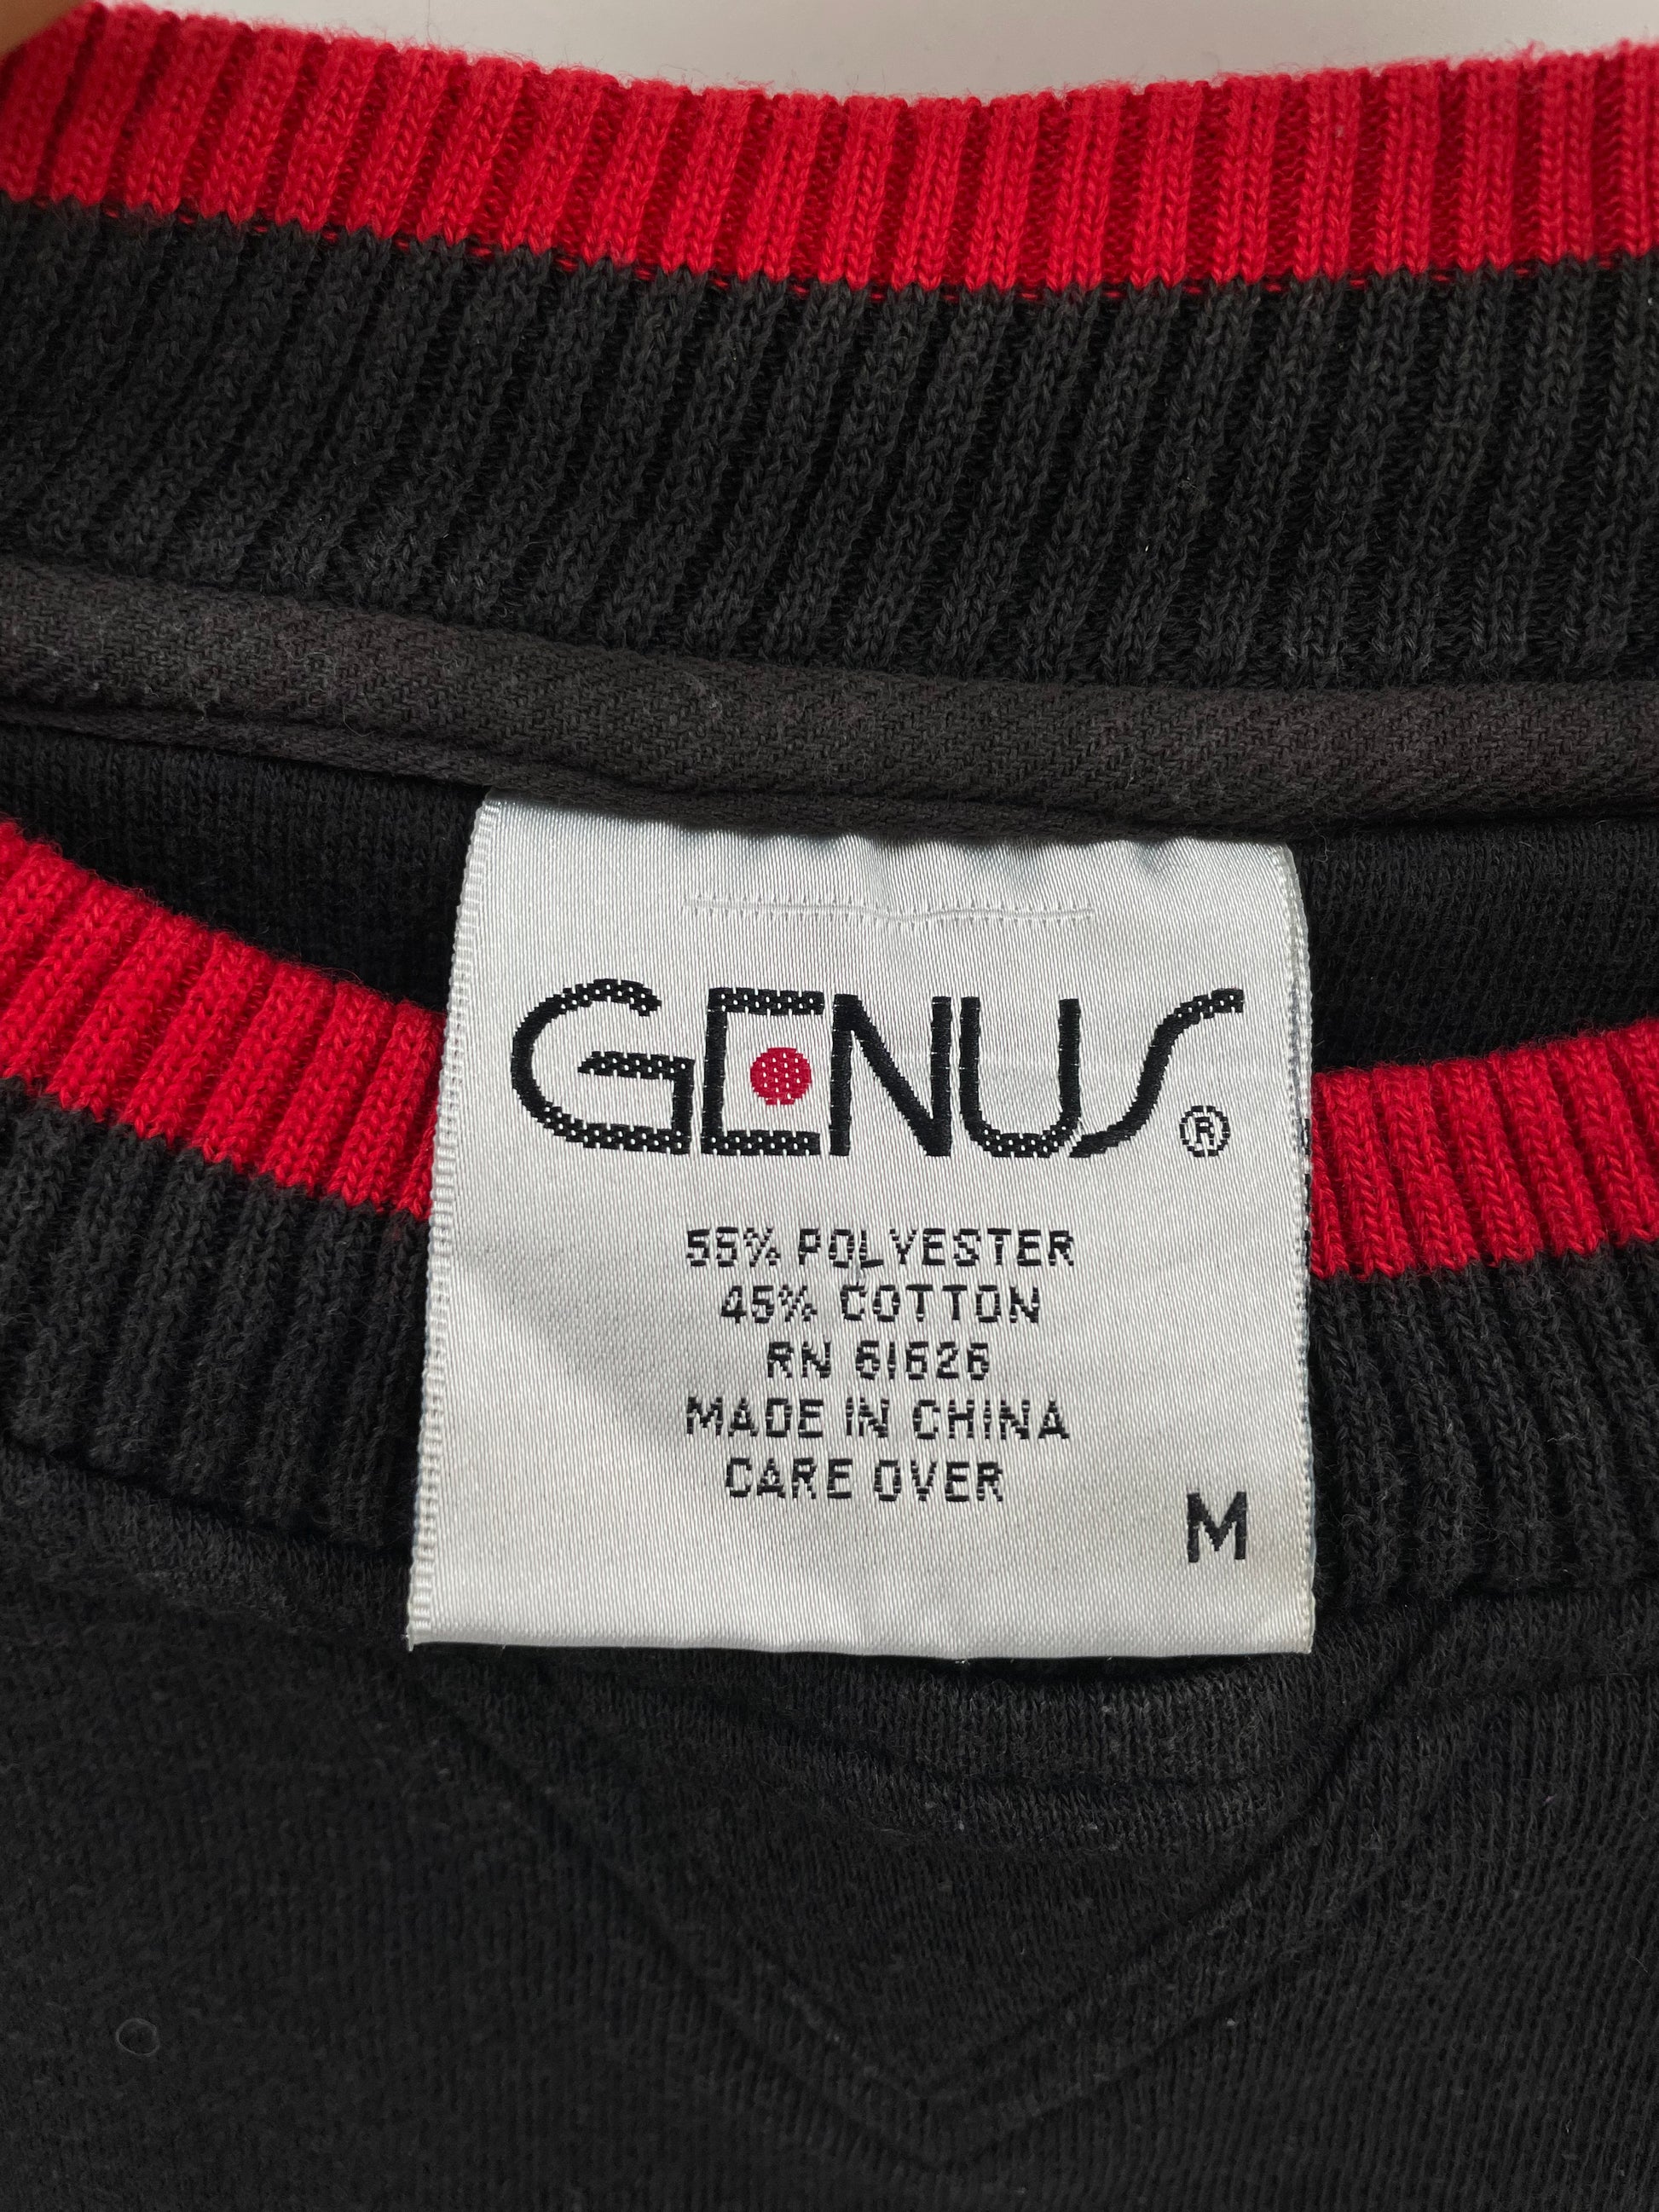 GENUS ®
55% POLYESTER
45% COTTON
RN 61626
MADE IN CHINA
CARE OVER
M